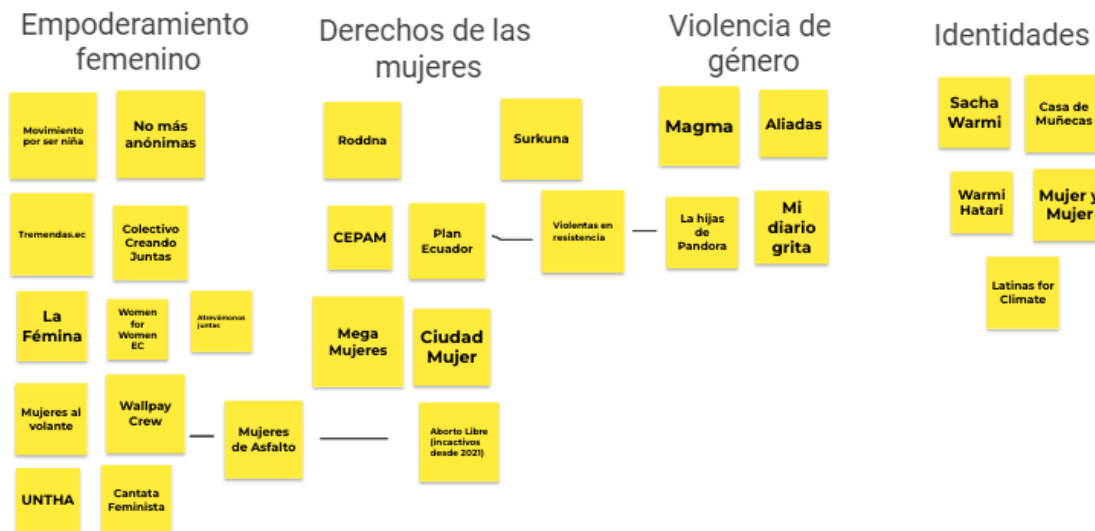 Empoderamiento
femenino
Movimiento
por ser niña
No más
anónimas
Tremendas.ec
Colectivo
Creando
Juntas
La
Fémina
Women
for
Women
EC
Atrevámonos
juntas
Mujeres al
volante
Wallpay
Crew
Mujeres
de Asfalto
UNTHA
Cantata
Feminista
Derechos de las
mujeres
Roddna
Surkuna
CEPAM
Plan
Ecuador
Violentas en
resistencia
Mega
Mujeres
Ciudad
Mujer
Aborto Libre
(incactivos
desde 2021)
Violencia de
género
Magma
Aliadas
La hijas
de
Pandora
Mi
diario
grita
Identidades
Sacha
Warmi
Casa de
Muñecas
Warmi
Hatari
Mujer y
Mujer
Latinas for
Climate